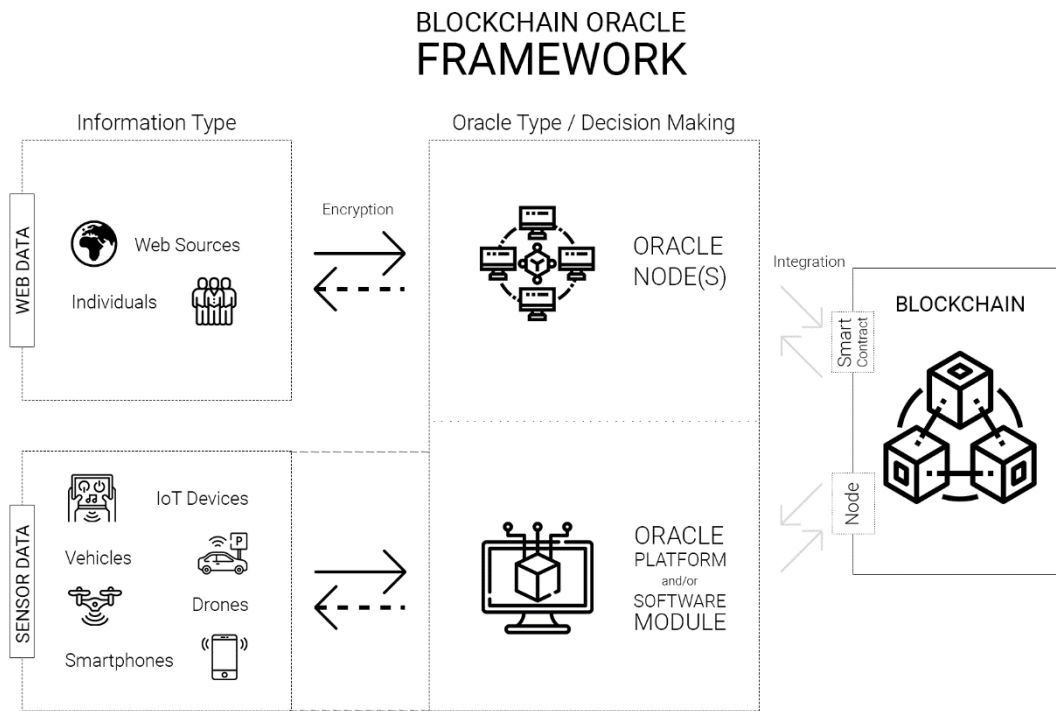 BLOCKCHAIN ORACLE
FRAMEWORK
Information Type
Oracle Type / Decision Making
WEB DATA
Web Sources
Individuals
Encryption
ORACLE
NODE(S)
Integration
BLOCKCHAIN
Smart
Contract
Node
SENSOR DATA
IoT Devices
Vehicles
P
Drones
Smartphones
ORACLE
PLATFORM
and/or
SOFTWARE
MODULE